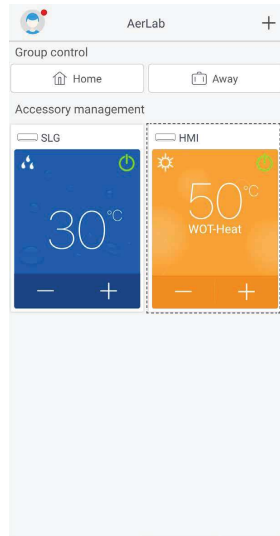 AerLab +
Group control
Home Away
Accessory management
SLG HMI
30°C 50°C
WOT-Heat
− + − +